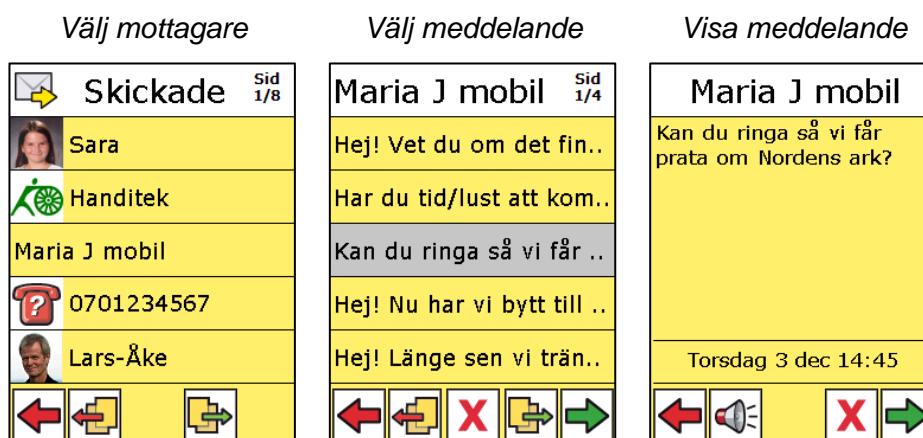 Välj mottagare
Skickade
Sid
1/8
Sara
Handitek
Maria J mobil
0701234567
Lars-Åke
Välj meddelande
Maria J mobil
Sid
1/4
Hej! Vet du om det fin..
Har du tid/lust att kom..
Kan du ringa så vi får ..
Hej! Nu har vi bytt till ..
Hej! Länge sen vi trän..
Visa meddelande
Maria J mobil
Kan du ringa så vi får
prata om Nordens ark?
Torsdag 3 dec 14:45